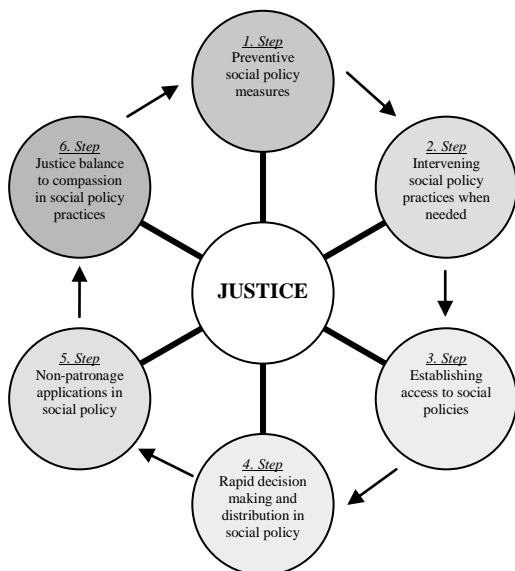 1. Step
Preventive
social policy
measures
2. Step
Intervening
social policy
practices when
needed
3. Step
Establishing
access to social
policies
4. Step
Rapid decision
making and
distribution in
social policy
5. Step
Non-patronage
applications in
social policy
6. Step
Justice balance
to compassion
in social policy
practices
JUSTICE